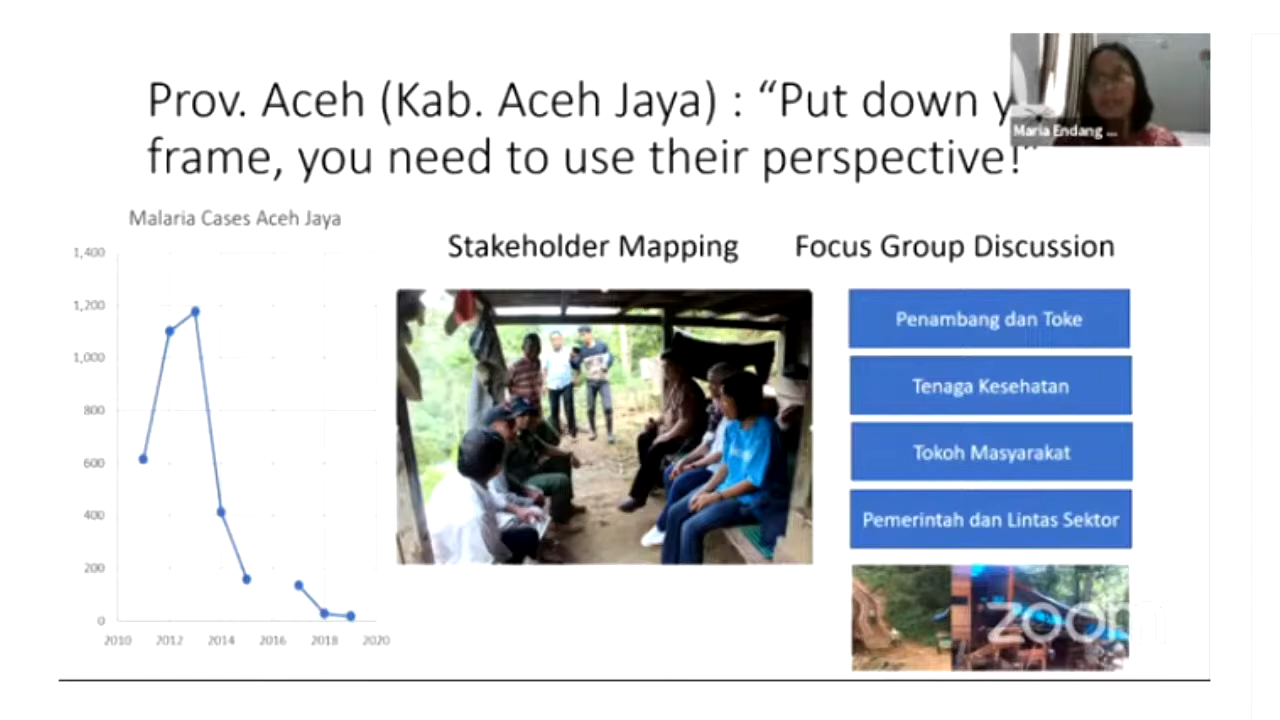 Prov. Aceh (Kab. Aceh Jaya) : “Put down y
frame, you need to use their perspective!”
Maria Endang ...
Malaria Cases Aceh Jaya
1,400
1,200
1,000
800
600
400
200
0
2010 2012 2014 2016 2018 2020
Stakeholder Mapping
Focus Group Discussion
Penambang dan Toke
Tenaga Kesehatan
Tokoh Masyarakat
Pemerintah dan Lintas Sektor
zoom